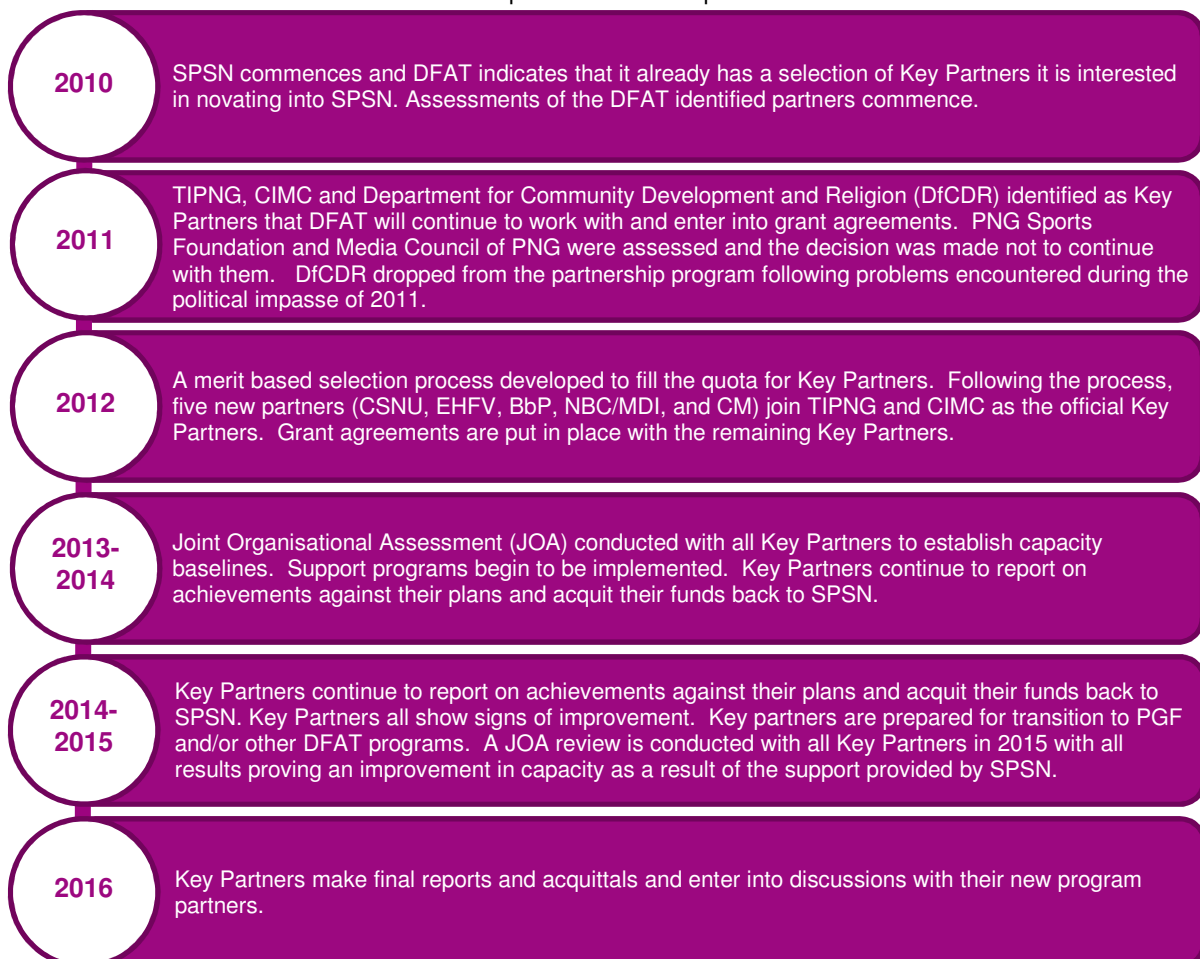 2010
SPSN commences and DFAT indicates that it already has a selection of Key Partners it is interested
in novating into SPSN. Assessments of the DFAT identified partners commence.
2011
TIPNG, CIMC and Department for Community Development and Religion (DfCDR) identified as Key
Partners that DFAT will continue to work with and enter into grant agreements.  PNG Sports
Foundation and Media Council of PNG were assessed and the decision was made not to continue
with them.   DfCDR dropped from the partnership program following problems encountered during the
political impasse of 2011.
2012
A merit based selection process developed to fill the quota for Key Partners.  Following the process,
five new partners (CSNU, EHFV, BbP, NBC/MDI, and CM) join TIPNG and CIMC as the official Key
Partners.  Grant agreements are put in place with the remaining Key Partners.
2013-
2014
Joint Organisational Assessment (JOA) conducted with all Key Partners to establish capacity
baselines.  Support programs begin to be implemented.  Key Partners continue to report on
achievements against their plans and acquit their funds back to SPSN.
2014-
2015
Key Partners continue to report on achievements against their plans and acquit their funds back to
SPSN. Key Partners all show signs of improvement.  Key partners are prepared for transition to PGF
and/or other DFAT programs.  A JOA review is conducted with all Key Partners in 2015 with all
results proving an improvement in capacity as a result of the support provided by SPSN.
2016
Key Partners make final reports and acquittals and enter into discussions with their new program
partners.